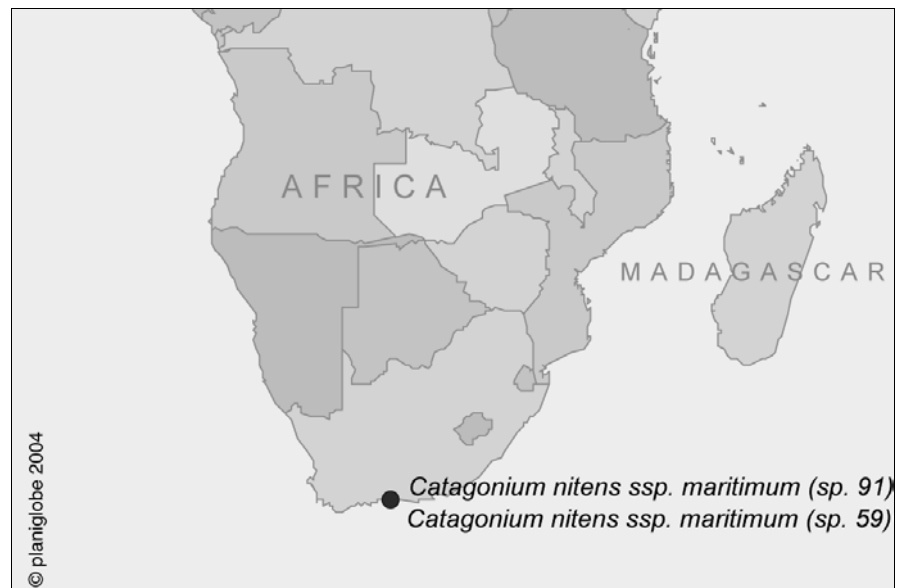 AFRICA
MADAGASCAR
Catagonium nitens ssp. maritimum (sp. 91)
Catagonium nitens ssp. maritimum (sp. 59)
© planiglobe 2004